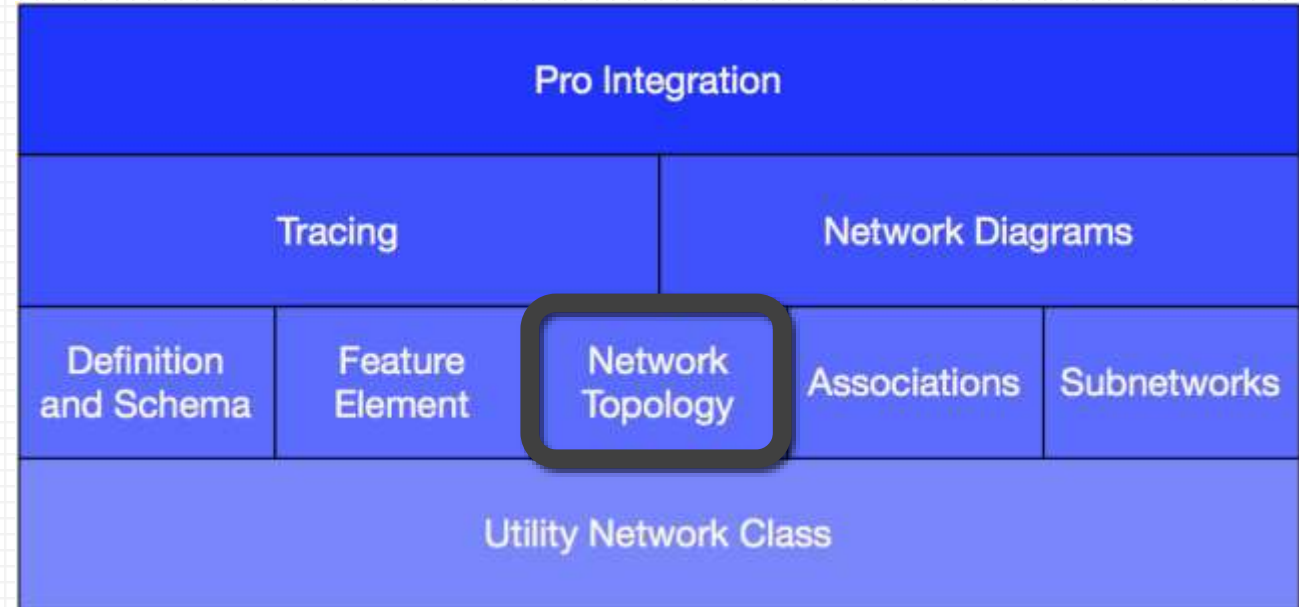 Pro Integration
Tracing
Network Diagrams
Definition
and Schema
Feature
Element
Network
Topology
Associations
Subnetworks
Utility Network Class